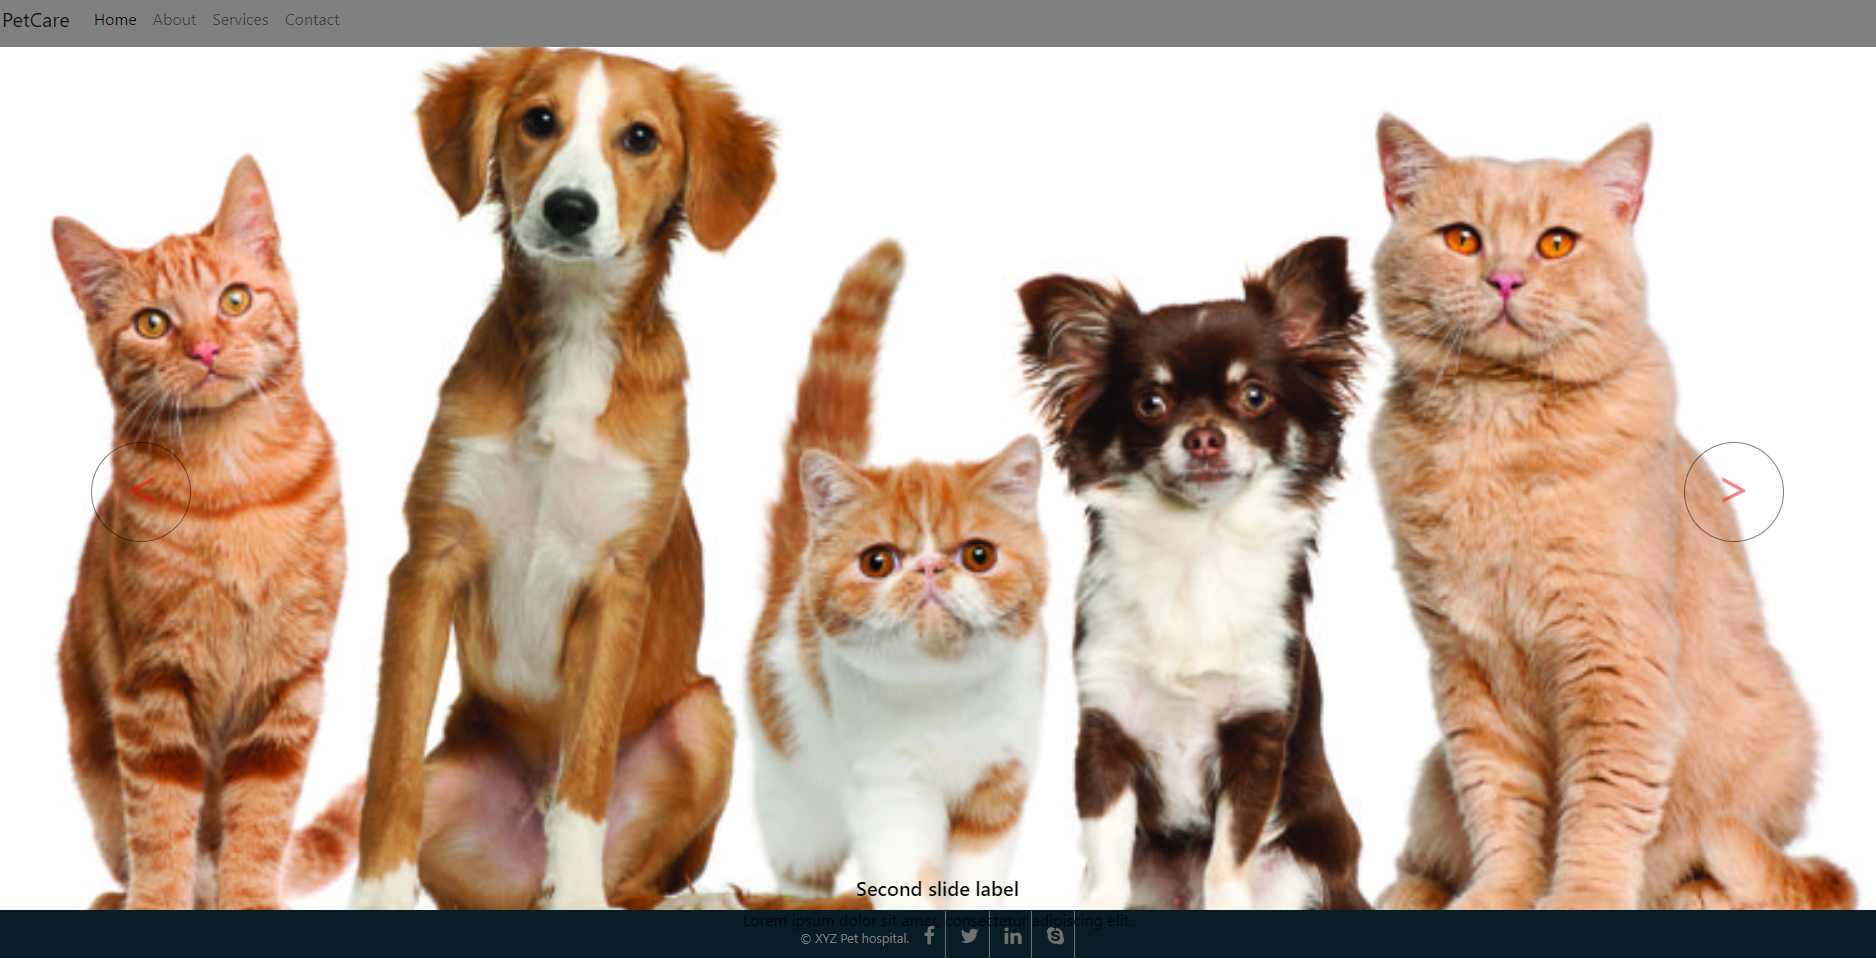 PetCare Home About Services Contact
< >
Second slide label
Lorem ipsum dolor sit amet, consectetur adipiscing elit.
© XYZ Pet hospital.